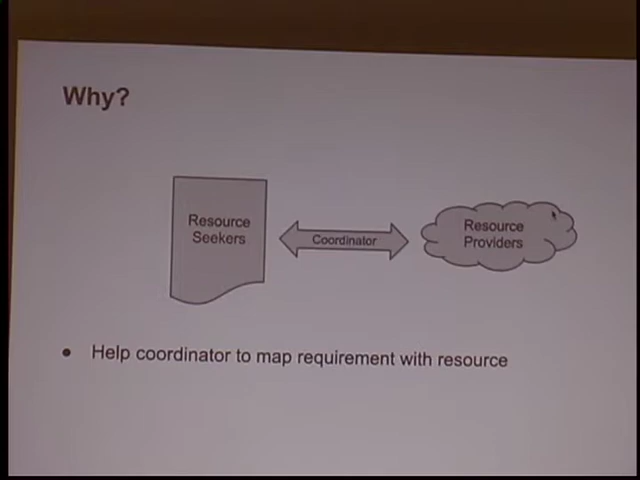 Why?
Resource
Seekers
Coordinator
Resource
Providers
Help coordinator to map requirement with resource